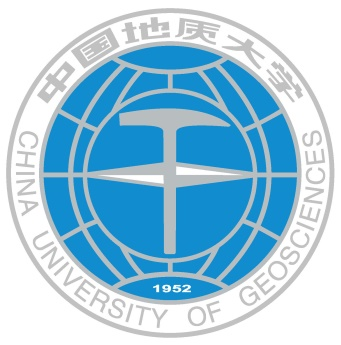 中国地质大学
CHINA UNIVERSITY OF GEOSCIENCES
1952